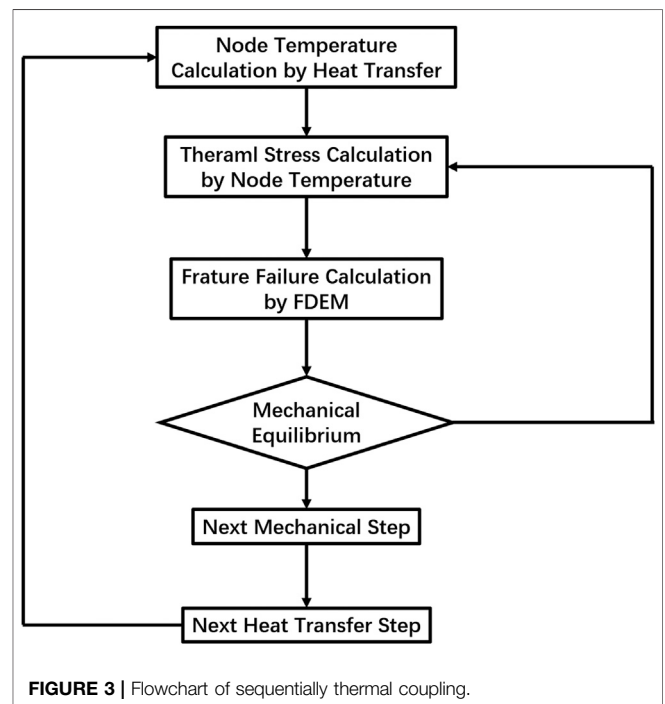 Node Temperature
Calculation by Heat Transfer
Theraml Stress Calculation
by Node Temperature
Frature Failure Calculation
by FDEM
Mechanical
Equilibrium
Next Mechanical Step
Next Heat Transfer Step
FIGURE 3 | Flowchart of sequentially thermal coupling.